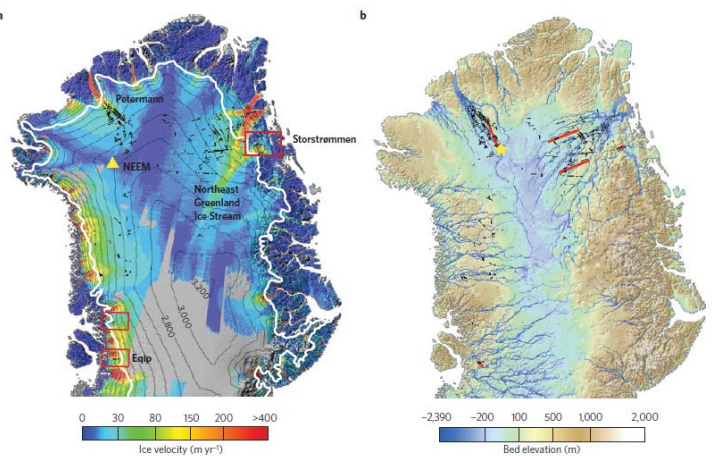 a
Petermann
Storstrømmen
NEEM
Northeast
Greenland
Ice Stream
3,200
3,000
2,800
Eqip
0 30 80 150 200 >400
Ice velocity (m yr⁻¹)
b
–2,390 –200 100 500 1,000 2,000
Bed elevation (m)